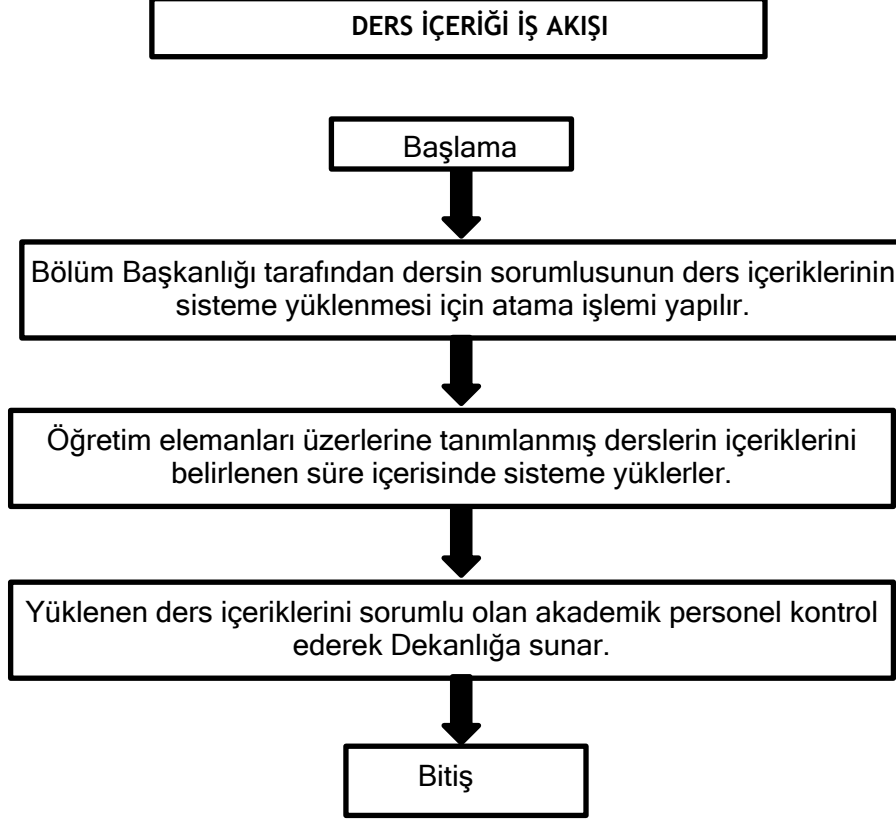 DERS İÇERİĞİ İŞ AKIŞI
Başlama
Bölüm Başkanlığı tarafından dersin sorumlusunun ders içeriklerinin
sisteme yüklenmesi için atama işlemi yapılır.
Öğretim elemanları üzerlerine tanımlanmış derslerin içeriklerini
belirlenen süre içerisinde sisteme yüklerler.
Yüklenen ders içeriklerini sorumlu olan akademik personel kontrol
ederek Dekanlığa sunar.
Bitiş